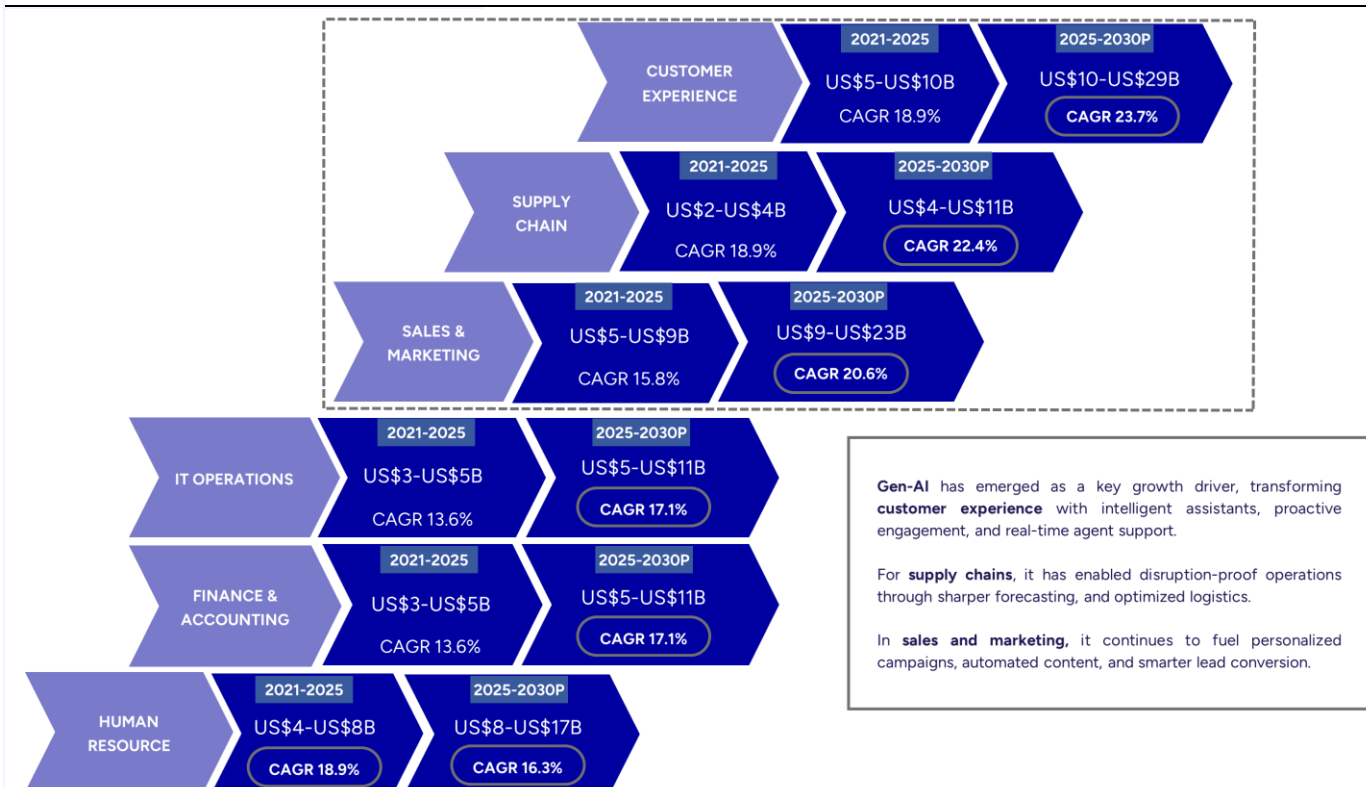 CUSTOMER
EXPERIENCE
2021-2025
US$5-US$10B
CAGR 18.9%
2025-2030P
US$10-US$29B
CAGR 23.7%
SUPPLY
CHAIN
2021-2025
US$2-US$4B
CAGR 18.9%
2025-2030P
US$4-US$11B
CAGR 22.4%
SALES &
MARKETING
2021-2025
US$5-US$9B
CAGR 15.8%
2025-2030P
US$9-US$23B
CAGR 20.6%
IT OPERATIONS
2021-2025
US$3-US$5B
CAGR 13.6%
2025-2030P
US$5-US$11B
CAGR 17.1%
FINANCE &
ACCOUNTING
2021-2025
US$3-US$5B
CAGR 13.6%
2025-2030P
US$5-US$11B
CAGR 17.1%
HUMAN
RESOURCE
2021-2025
US$4-US$8B
CAGR 18.9%
2025-2030P
US$8-US$17B
CAGR 16.3%
Gen-AI has emerged as a key growth driver, transforming
customer experience with intelligent assistants, proactive
engagement, and real-time agent support.
For supply chains, it has enabled disruption-proof operations
through sharper forecasting, and optimized logistics.
In sales and marketing, it continues to fuel personalized
campaigns, automated content, and smarter lead conversion.